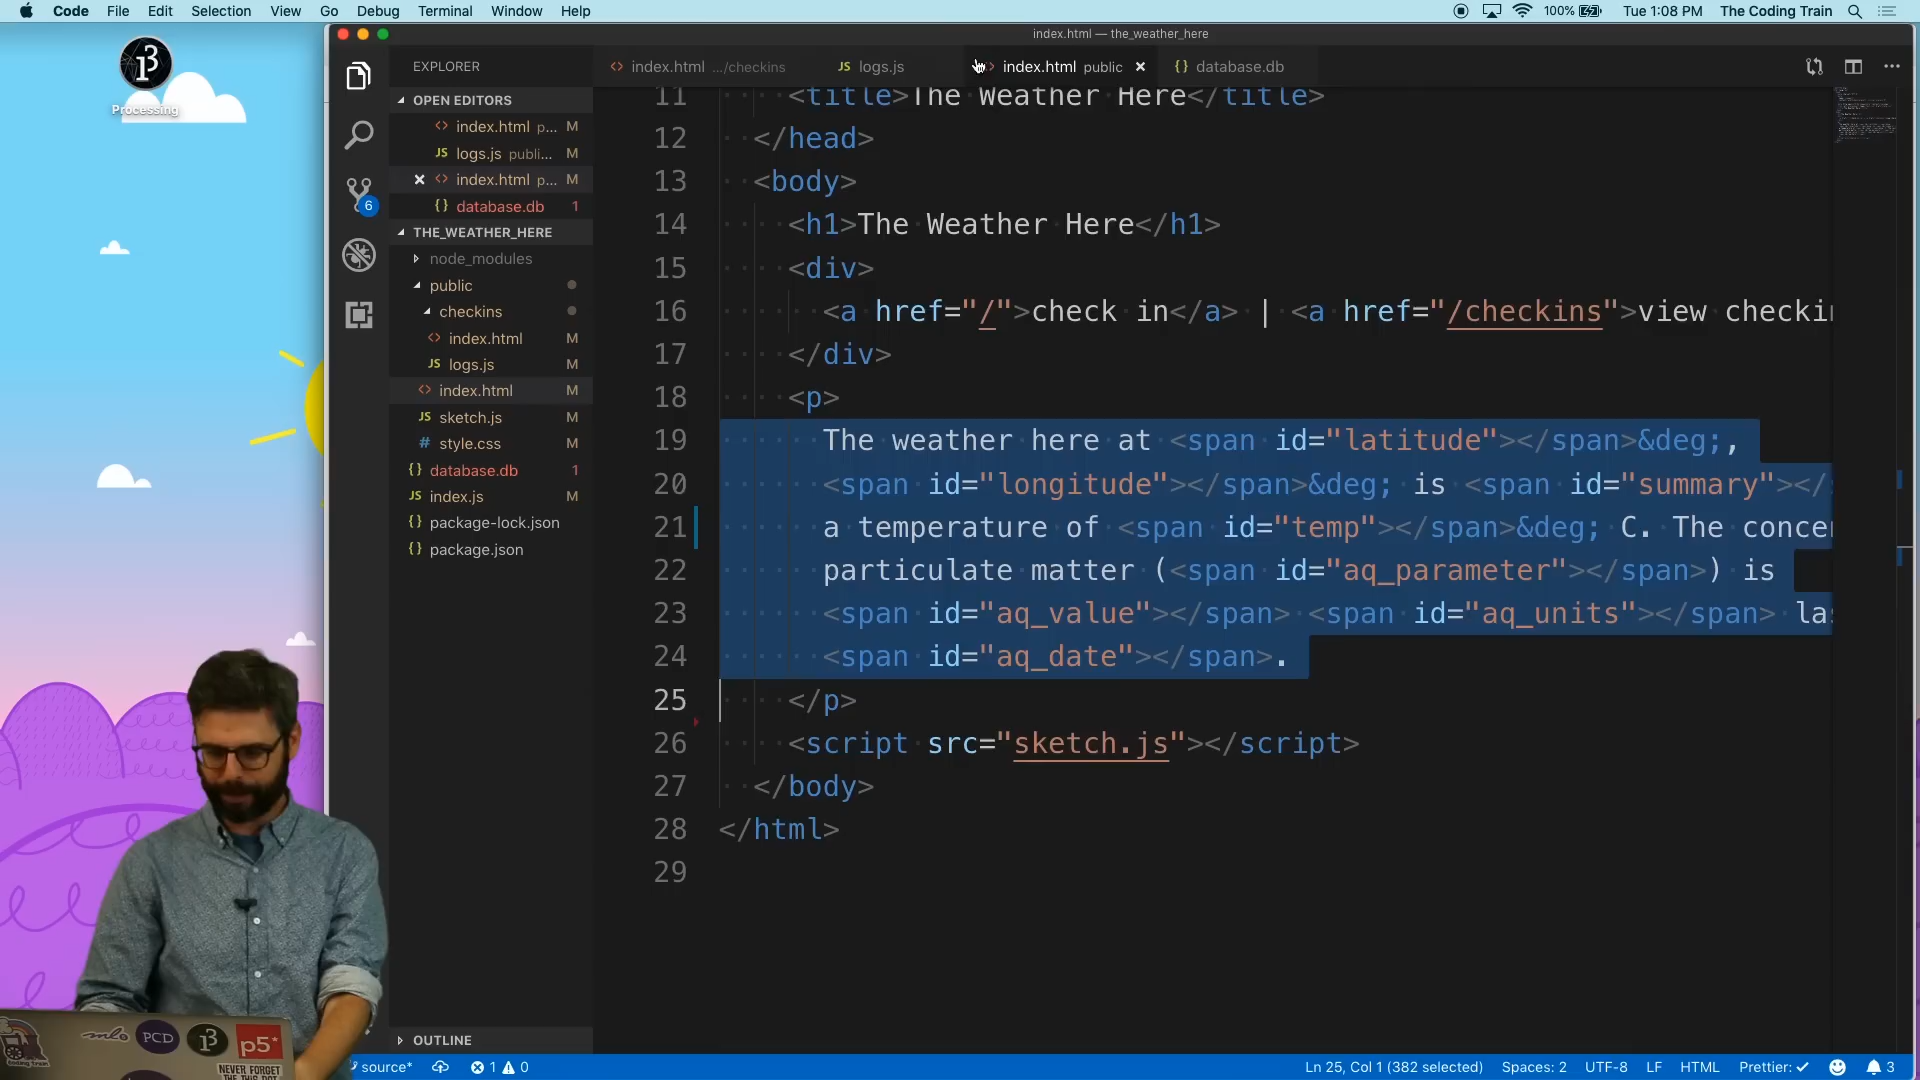 Code File Edit Selection View Go Debug Terminal Window Help
100% Tue 1:08 PM The Coding Train
Processing
index.html — the_weather_here
EXPLORER
index.html .../checkins
JS logs.js
index.html public
{} database.db
OPEN EDITORS
index.html p... M
JS logs.js publi... M
index.html p... M
{} database.db 1
6
THE_WEATHER_HERE
node_modules
public
checkins
index.html M
JS logs.js M
index.html M
JS sketch.js M
# style.css M
{} database.db 1
JS index.js M
{} package-lock.json
{} package.json
OUTLINE
11 <title>The Weather Here</title>
12 </head>
13 <body>
14 <h1>The Weather Here</h1>
15 <div>
16 <a href="/">check in</a> | <a href="/checkins">view checki
17 </div>
18 <p>
19 The weather here at <span id="latitude"></span>&deg;,
20 <span id="longitude"></span>&deg; is <span id="summary"></
21 a temperature of <span id="temp"></span>&deg; C. The conce
22 particulate matter (<span id="aq_parameter"></span>) is
23 <span id="aq_value"></span> <span id="aq_units"></span> la
24 <span id="aq_date"></span>.
25 </p>
26 <script src="sketch.js"></script>
27 </body>
28 </html>
29
mlo PCD p5*
NEVER FORGET
source* 1 0
Ln 25, Col 1 (382 selected) Spaces: 2 UTF-8 LF HTML Prettier: ✓ 3